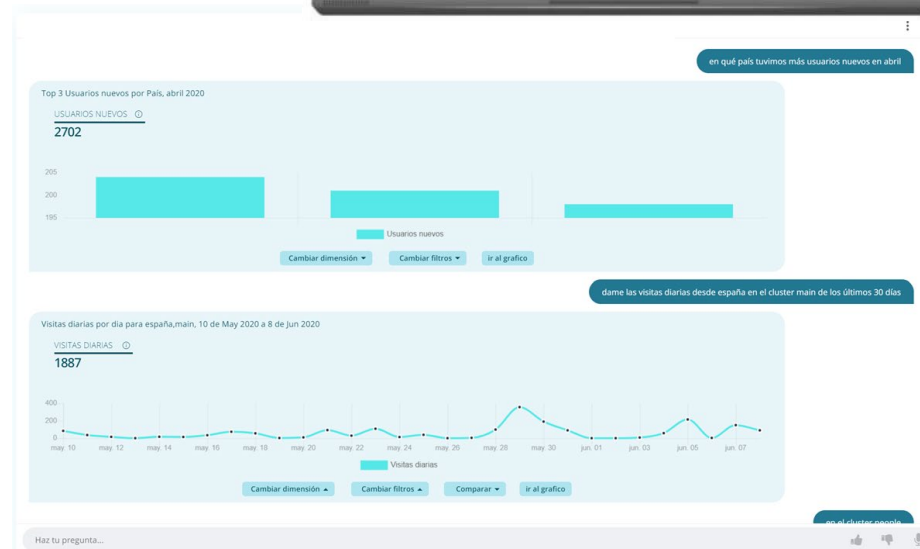 en qué país tuvimos más usuarios nuevos en abril
Top 3 Usuarios nuevos por País, abril 2020
USUARIOS NUEVOS
2702
205
200
195
Usuarios nuevos
Cambiar dimensión Cambiar filtros ir al grafico
dame las visitas diarias desde españa en el cluster main de los últimos 30 días
Visitas diarias por dia para españa,main, 10 de May 2020 a 8 de Jun 2020
VISITAS DIARIAS
1887
400
200
0
may. 10 may. 12 may. 14 may. 16 may. 18 may. 20 may. 22 may. 24 may. 26 may. 28 may. 30 jun. 01 jun. 03 jun. 05 jun. 07
Visitas diarias
Cambiar dimensión Cambiar filtros Comparar ir al grafico
en el cluster people
Haz tu pregunta...